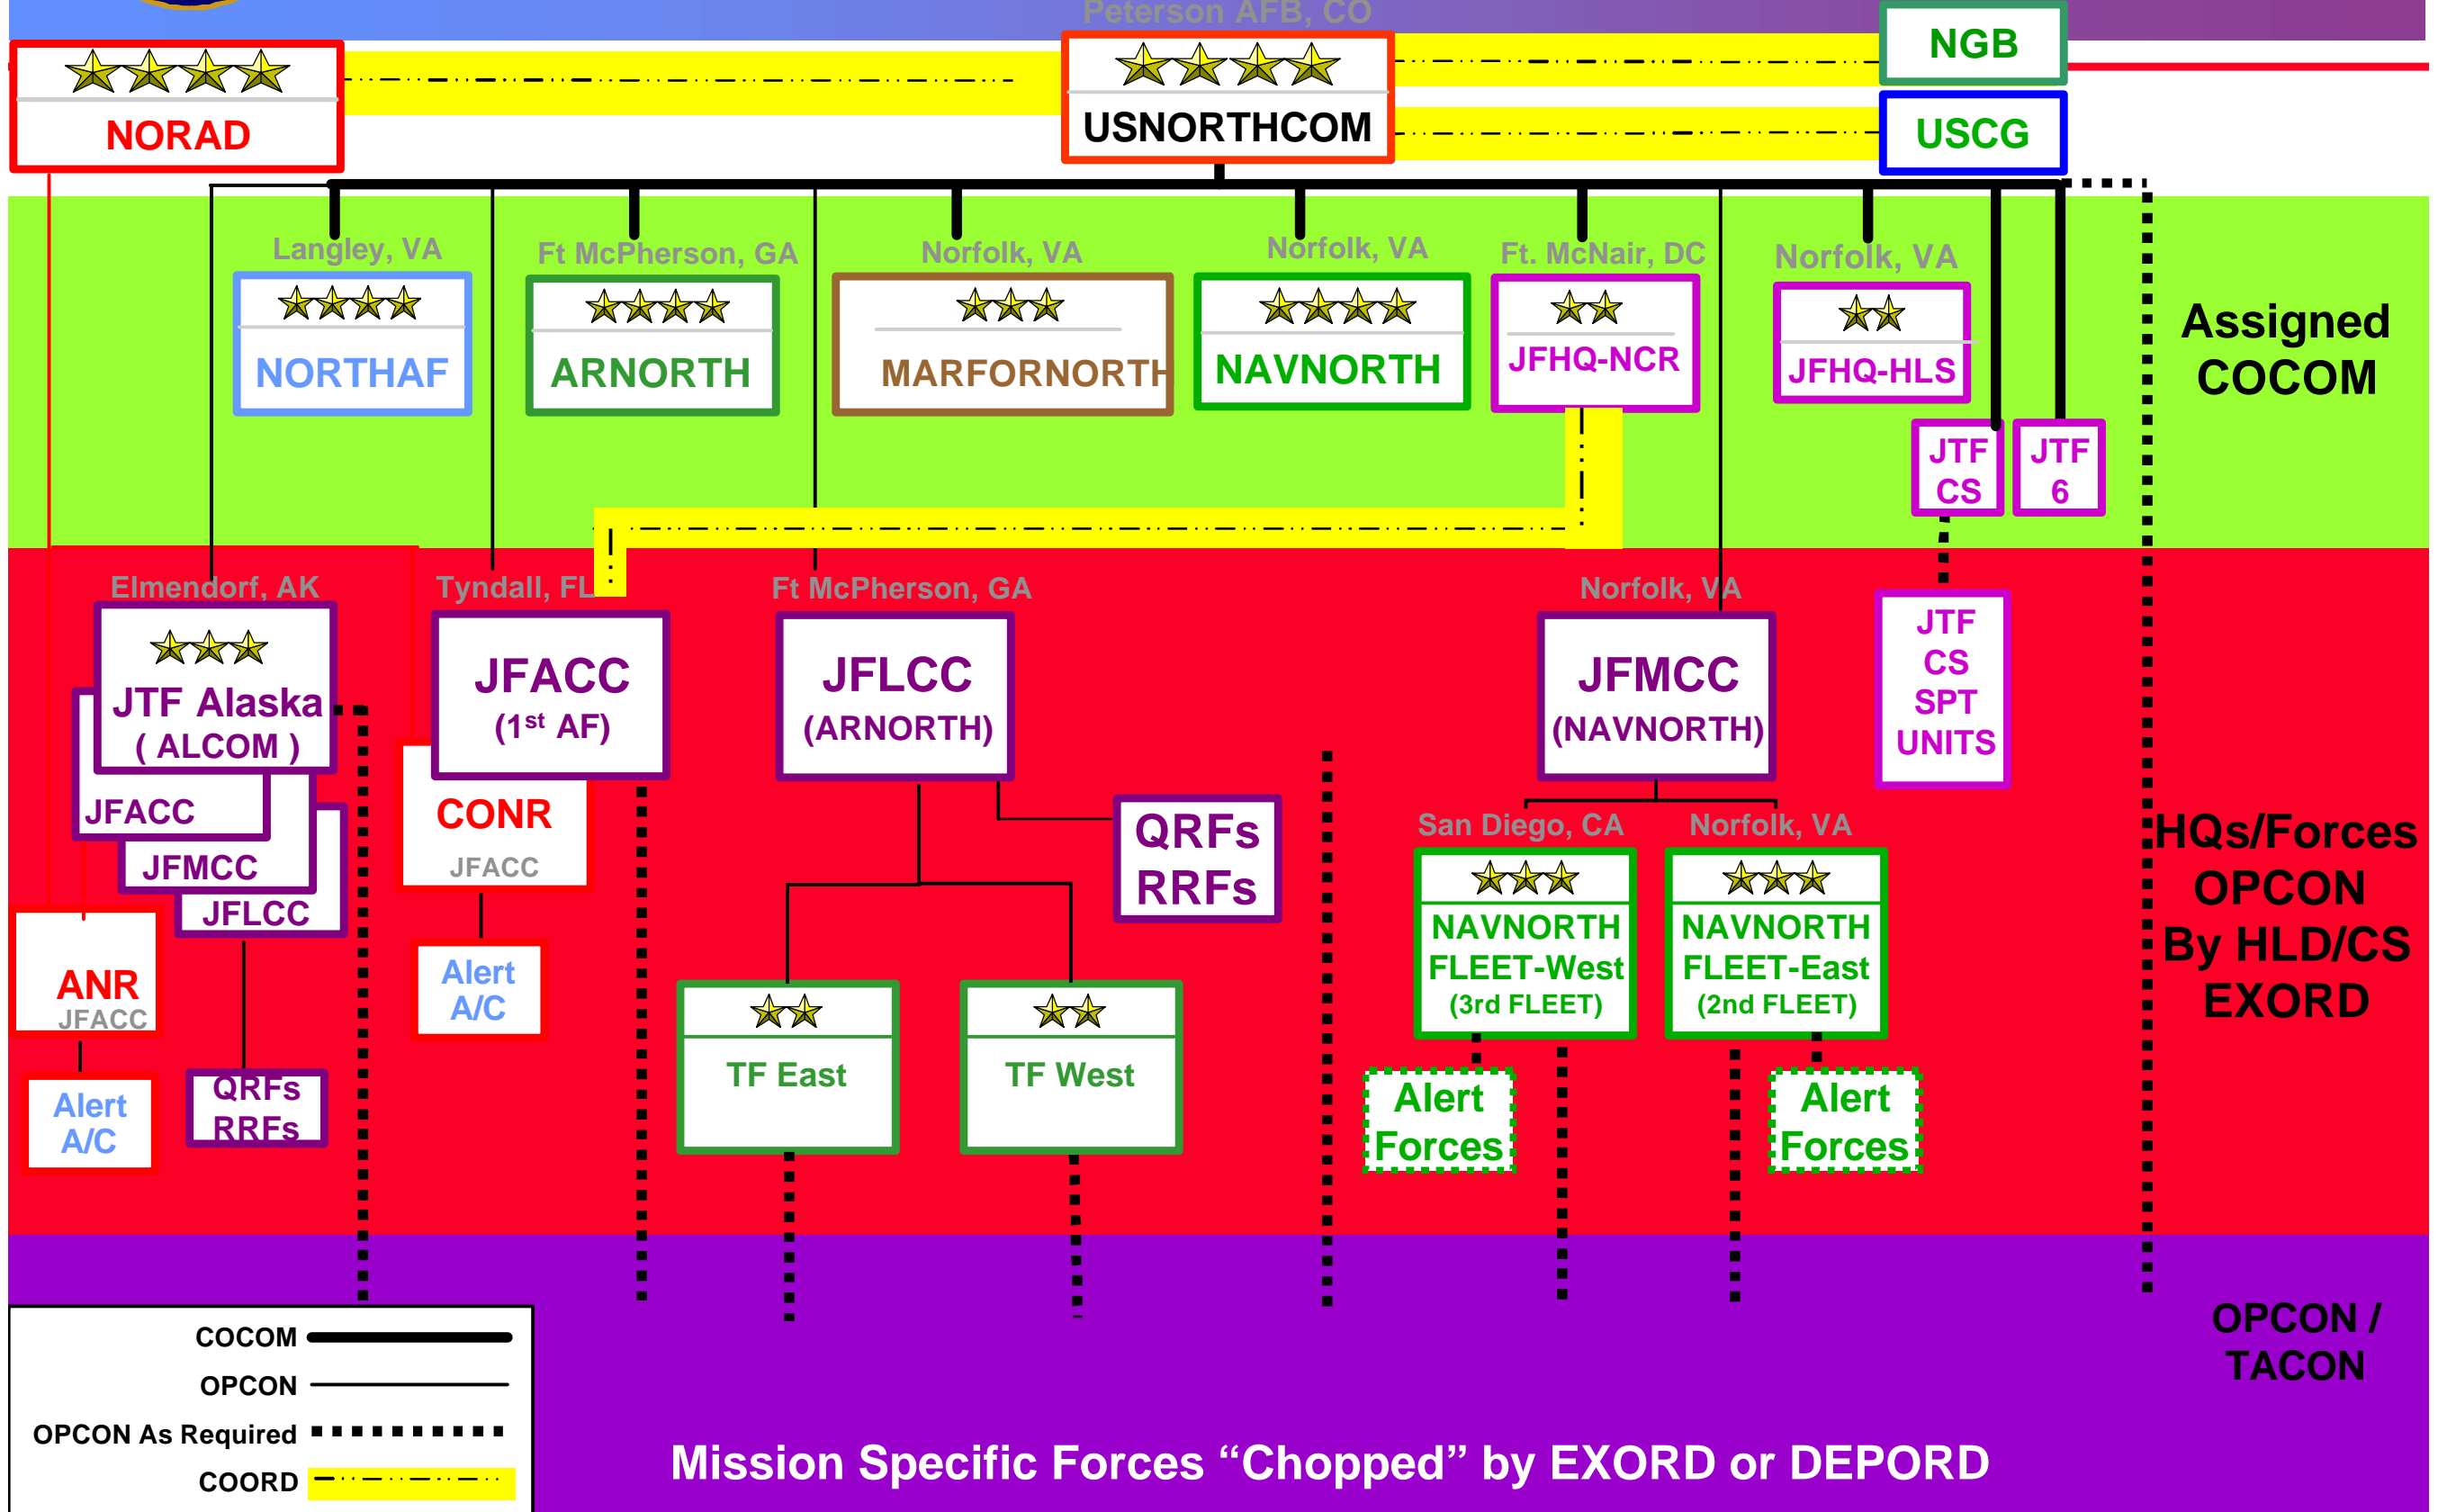 Peterson AFB, CO
NORAD
USNORTHCOM
NGB
USCG
Langley, VA
NORTHAF
Ft McPherson, GA
ARNORTH
Norfolk, VA
MARFORNORTH
Norfolk, VA
NAVNORTH
Ft. McNair, DC
JFHQ-NCR
Norfolk, VA
JFHQ-HLS
JTF
CS
JTF
6
Assigned
COCOM
Elmendorf, AK
JTF Alaska
( ALCOM )
JFACC
JFMCC
JFLCC
ANR
JFACC
Alert
A/C
QRFs
RRFs
Tyndall, FL
JFACC
(1st AF)
CONR
JFACC
Alert
A/C
Ft McPherson, GA
JFLCC
(ARNORTH)
QRFs
RRFs
TF East
TF West
Norfolk, VA
JFMCC
(NAVNORTH)
San Diego, CA
NAVNORTH
FLEET-West
(3rd FLEET)
Alert
Forces
Norfolk, VA
NAVNORTH
FLEET-East
(2nd FLEET)
Alert
Forces
JTF
CS
SPT
UNITS
HQs/Forces
OPCON
By HLD/CS
EXORD
OPCON /
TACON
COCOM
OPCON
OPCON As Required
COORD
Mission Specific Forces “Chopped” by EXORD or DEPORD